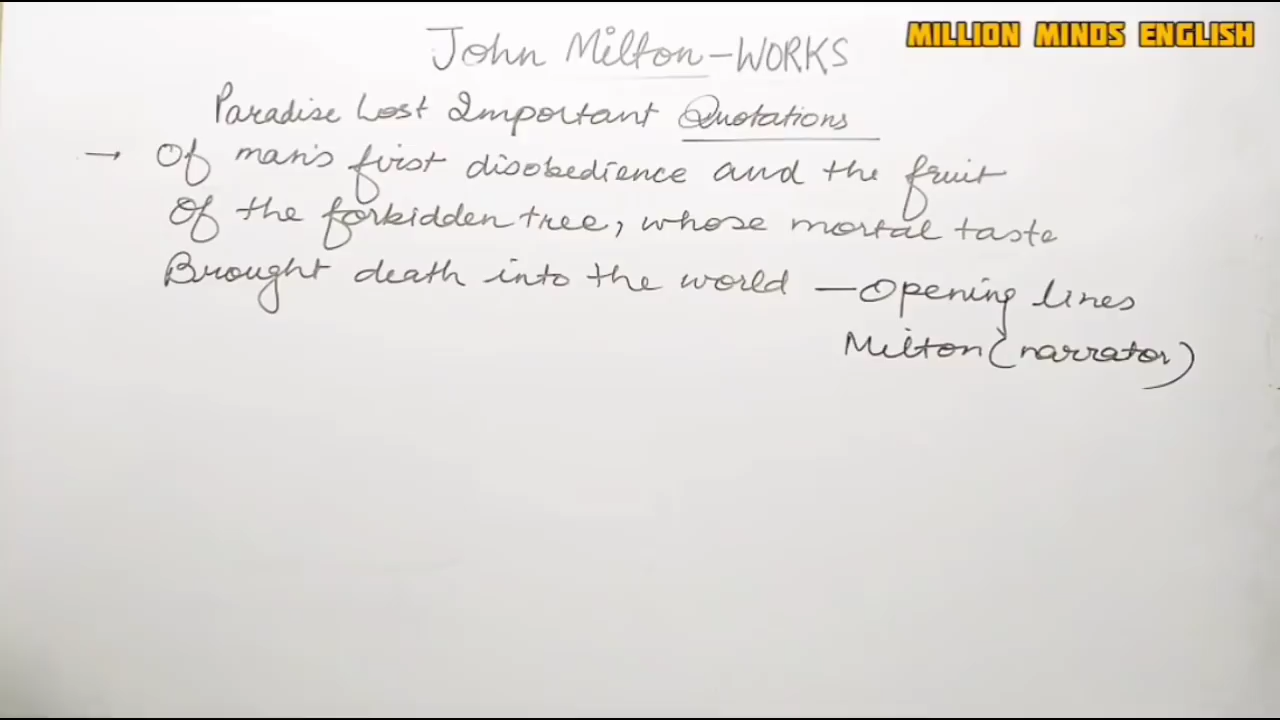 MILLION MINDS ENGLISH
John Milton - WORKS
Paradise Lost Important Quotations
→ Of man's first disobedience and the fruit
Of the forbidden tree, whose mortal taste
Brought death into the world — Opening lines
Milton (narrator)